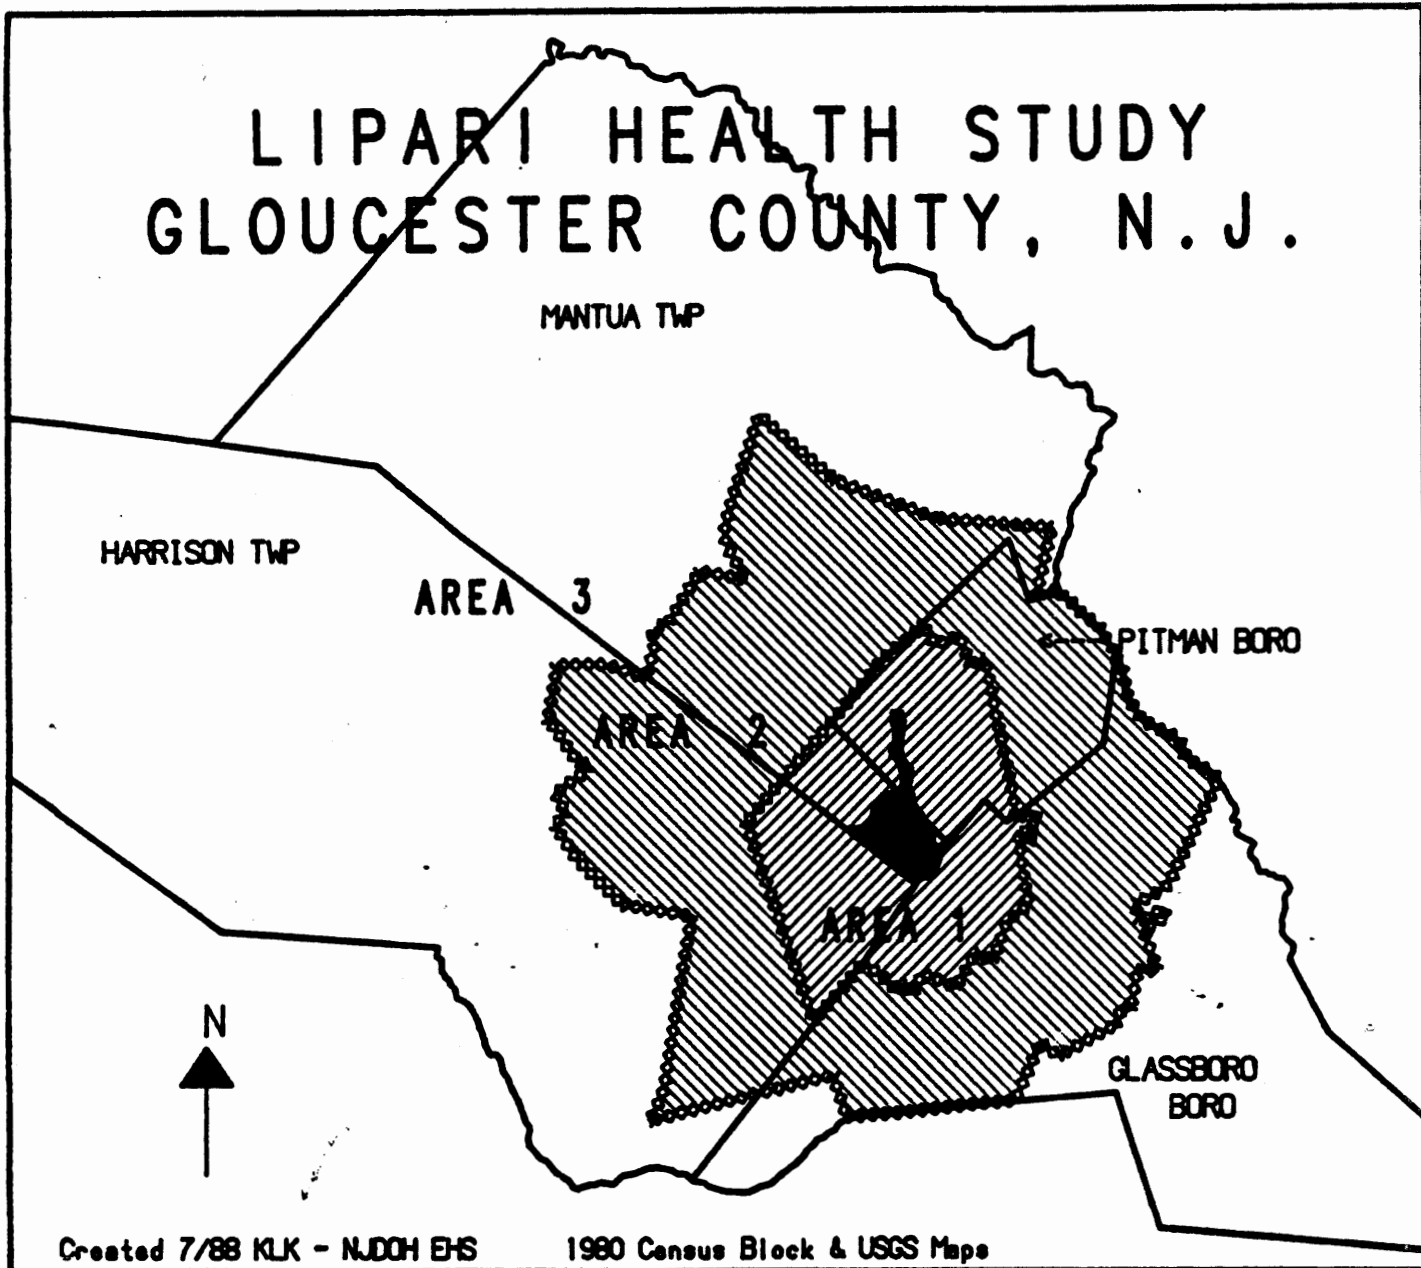 LIPARI HEALTH STUDY
GLOUCESTER COUNTY, N.J.
MANTUA TWP
HARRISON TWP
AREA 3
PITMAN BORO
AREA 2
AREA 1
N
GLASSBORO
BORO
Created 7/88 KLK - NJDOH EHS
1980 Census Block & USGS Maps